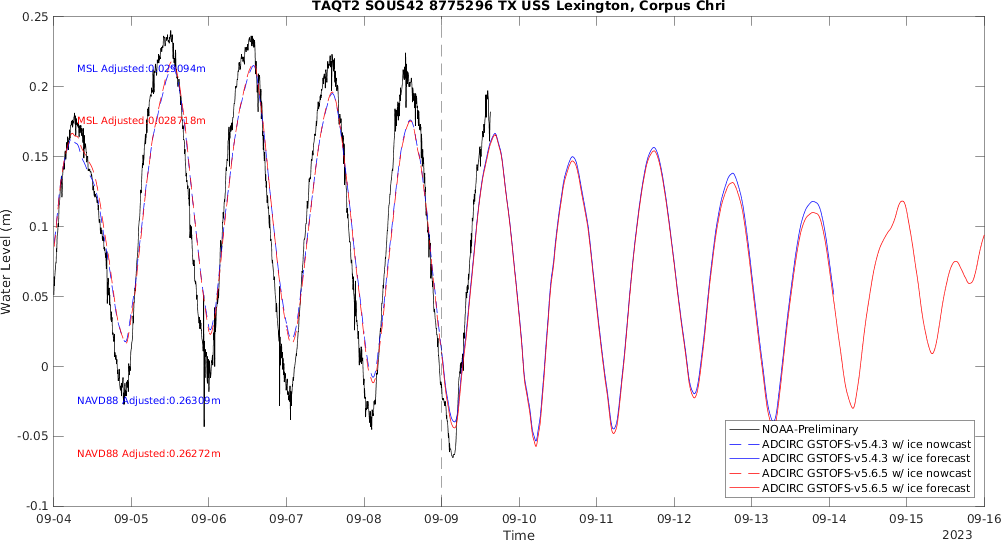 TAQT2 SOUS42 8775296 TX USS Lexington, Corpus Chri
0.25
0.2
0.15
0.1
0.05
0
-0.05
-0.1
Water Level (m)
MSL Adjusted:0.029094m
MSL Adjusted:0.028718m
NAVD88 Adjusted:0.26309m
NAVD88 Adjusted:0.26272m
NOAA-Preliminary
ADCIRC GSTOFS-v5.4.3 w/ ice nowcast
ADCIRC GSTOFS-v5.4.3 w/ ice forecast
ADCIRC GSTOFS-v5.6.5 w/ ice nowcast
ADCIRC GSTOFS-v5.6.5 w/ ice forecast
09-04 09-05 09-06 09-07 09-08 09-09 09-10 09-11 09-12 09-13 09-14 09-15 09-16
Time
2023